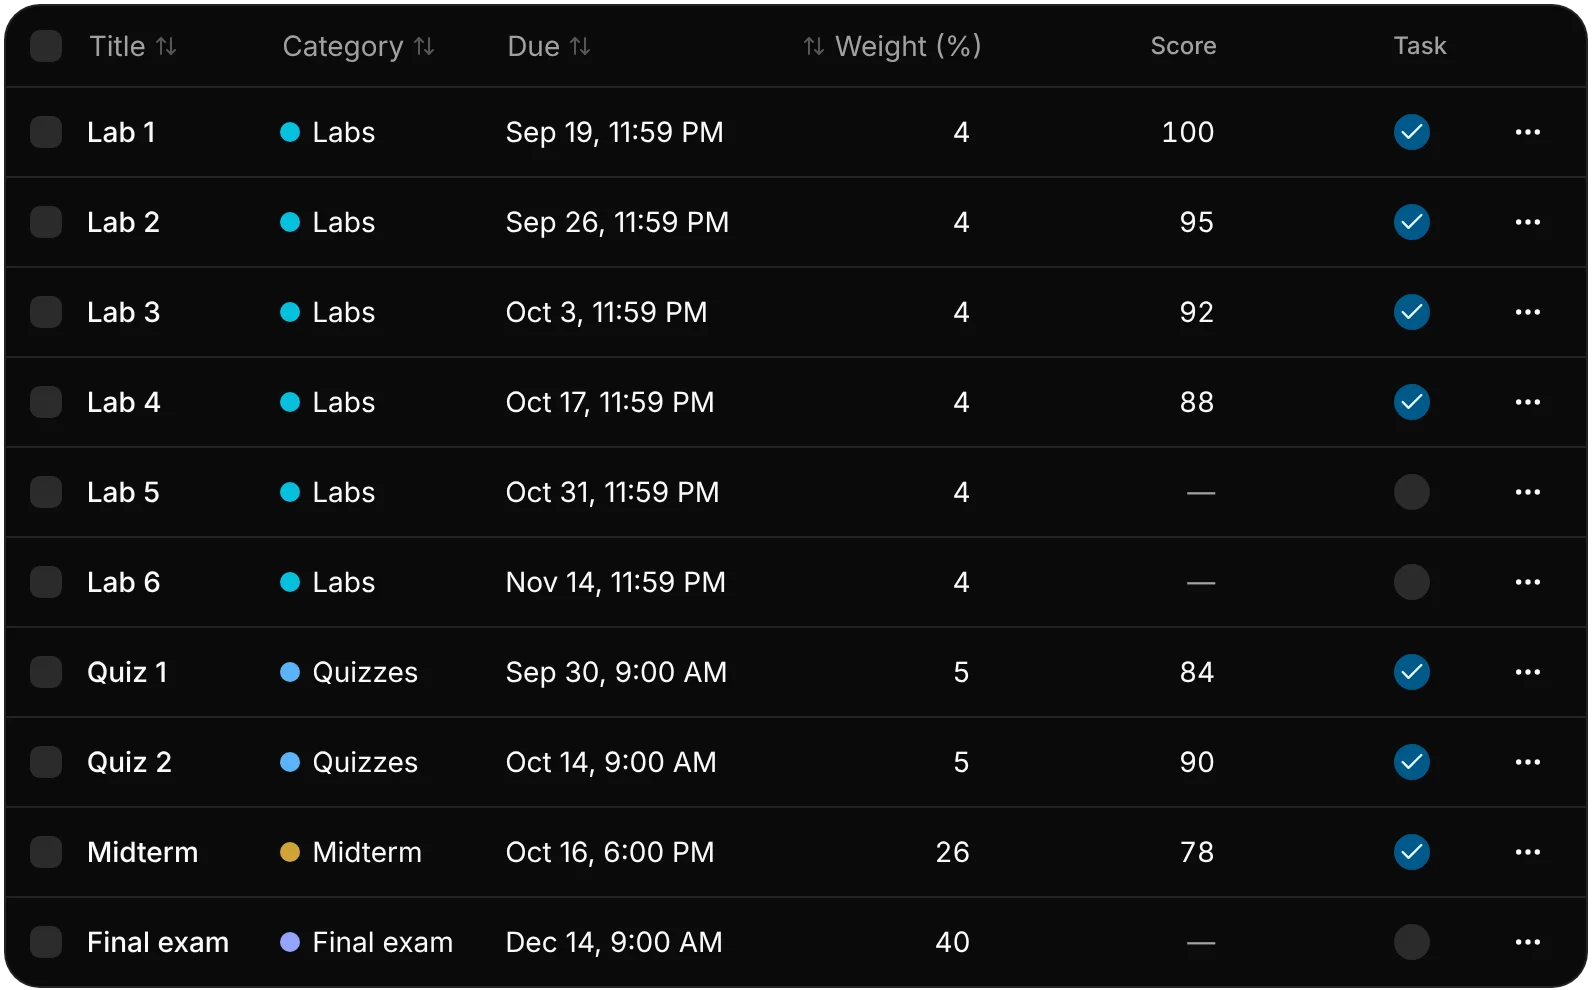 Title Category Due Weight (%) Score Task
Lab 1 Labs Sep 19, 11:59 PM 4 100
Lab 2 Labs Sep 26, 11:59 PM 4 95
Lab 3 Labs Oct 3, 11:59 PM 4 92
Lab 4 Labs Oct 17, 11:59 PM 4 88
Lab 5 Labs Oct 31, 11:59 PM 4 —
Lab 6 Labs Nov 14, 11:59 PM 4 —
Quiz 1 Quizzes Sep 30, 9:00 AM 5 84
Quiz 2 Quizzes Oct 14, 9:00 AM 5 90
Midterm Midterm Oct 16, 6:00 PM 26 78
Final exam Final exam Dec 14, 9:00 AM 40 —